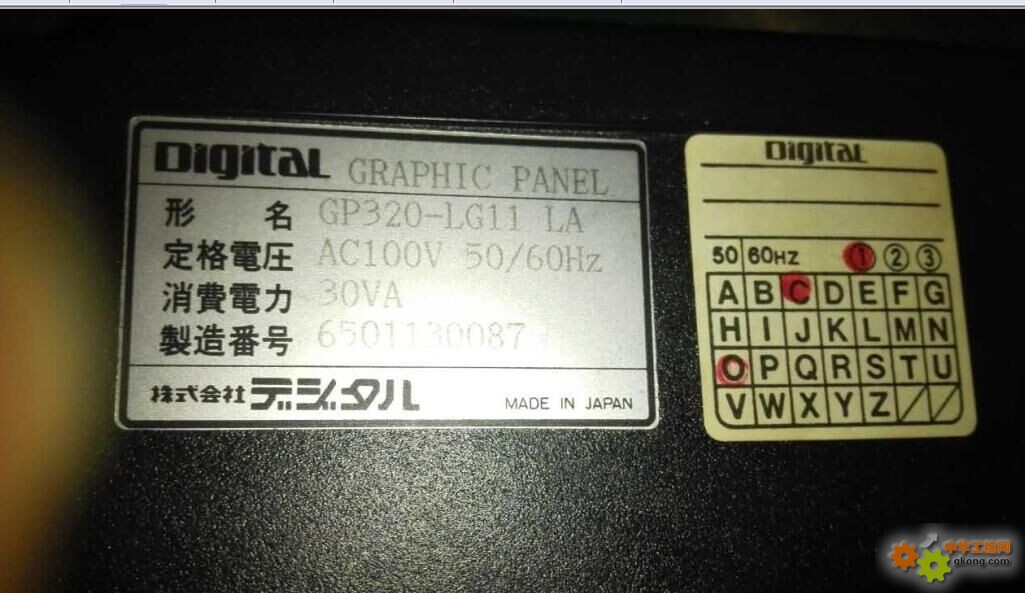 Digital GRAPHIC PANEL
形 名 GP320-LG11 LA
定格電圧 AC100V 50/60Hz
消費電力 30VA
製造番号 6501130087
株式会社デジタル
MADE IN JAPAN
Digital
50 60HZ ① ② ③
A B C D E F G
H I J K L M N
O P Q R S T U
V W X Y Z
中华工控网
gkong.com